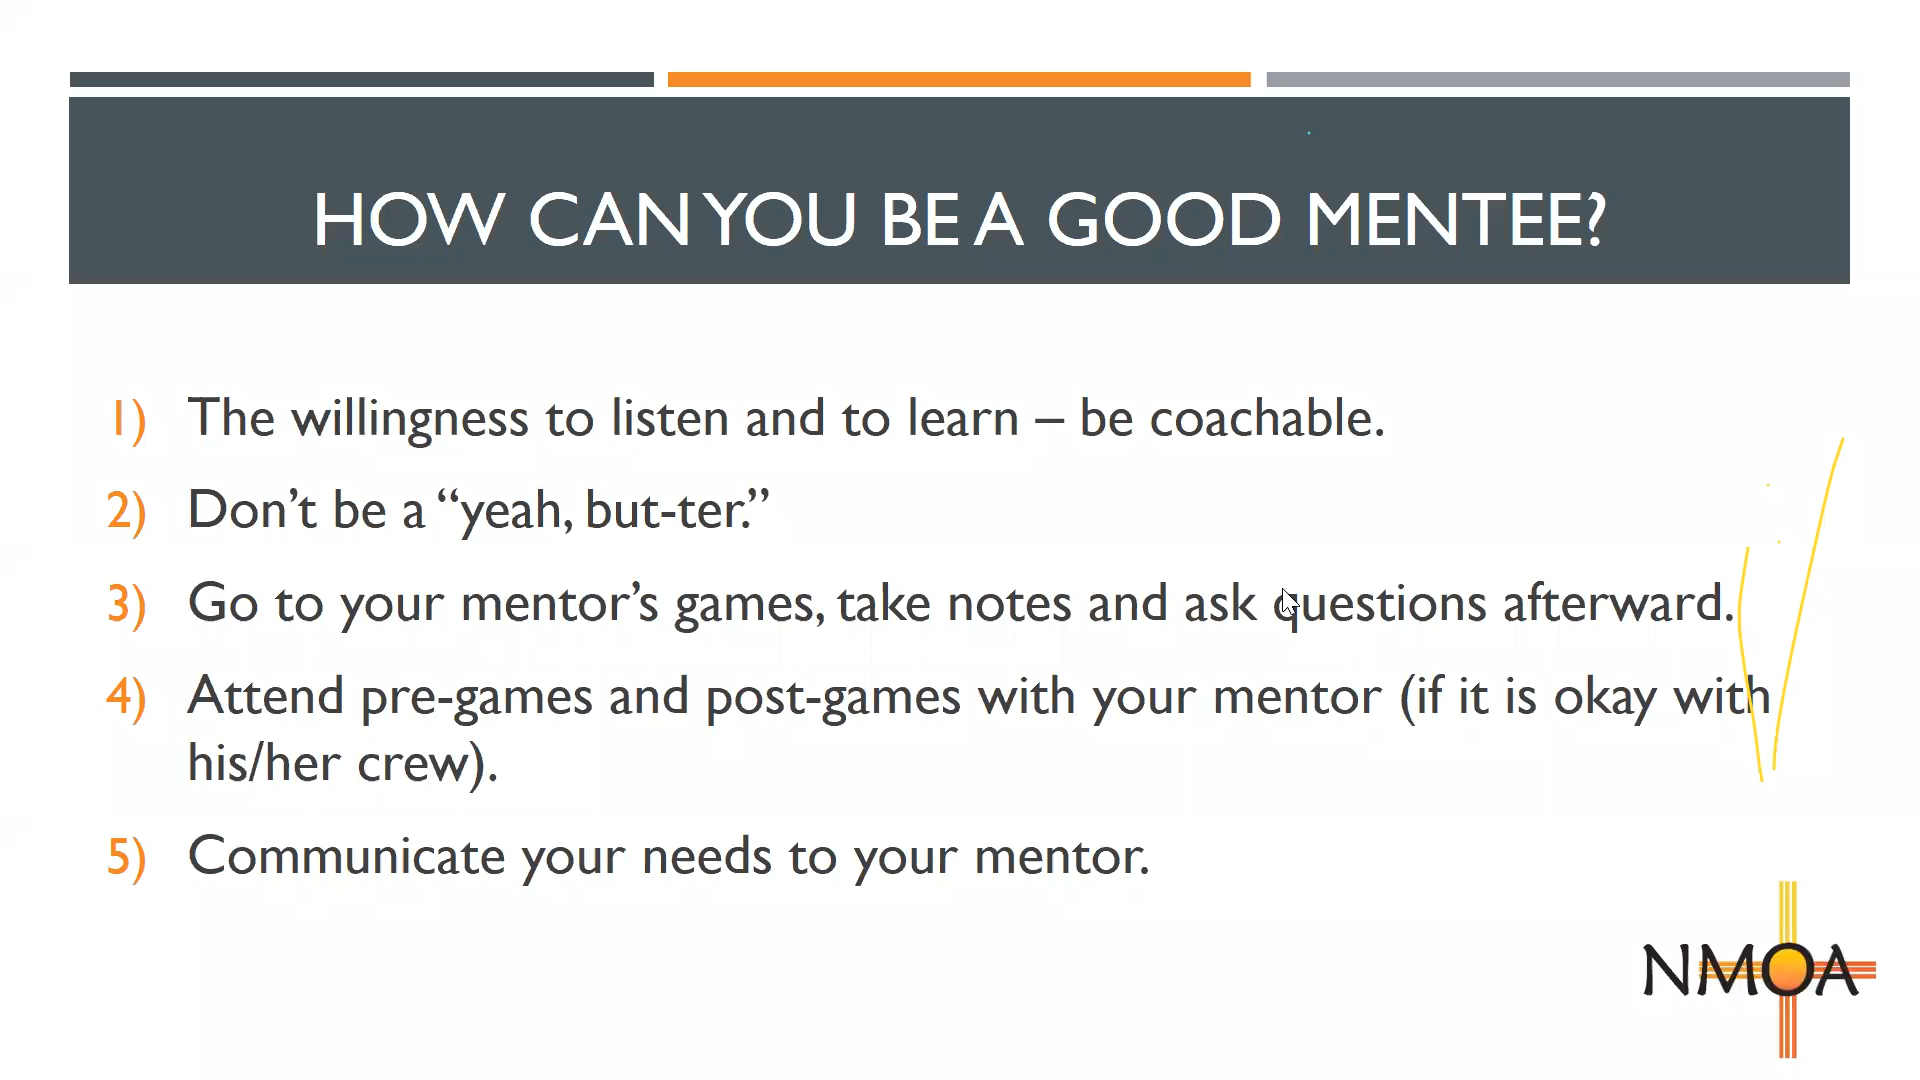 HOW CAN YOU BE A GOOD MENTEE?
1) The willingness to listen and to learn – be coachable.
2) Don’t be a “yeah, but-ter.”
3) Go to your mentor’s games, take notes and ask questions afterward.
4) Attend pre-games and post-games with your mentor (if it is okay with
his/her crew).
5) Communicate your needs to your mentor.
NMOA